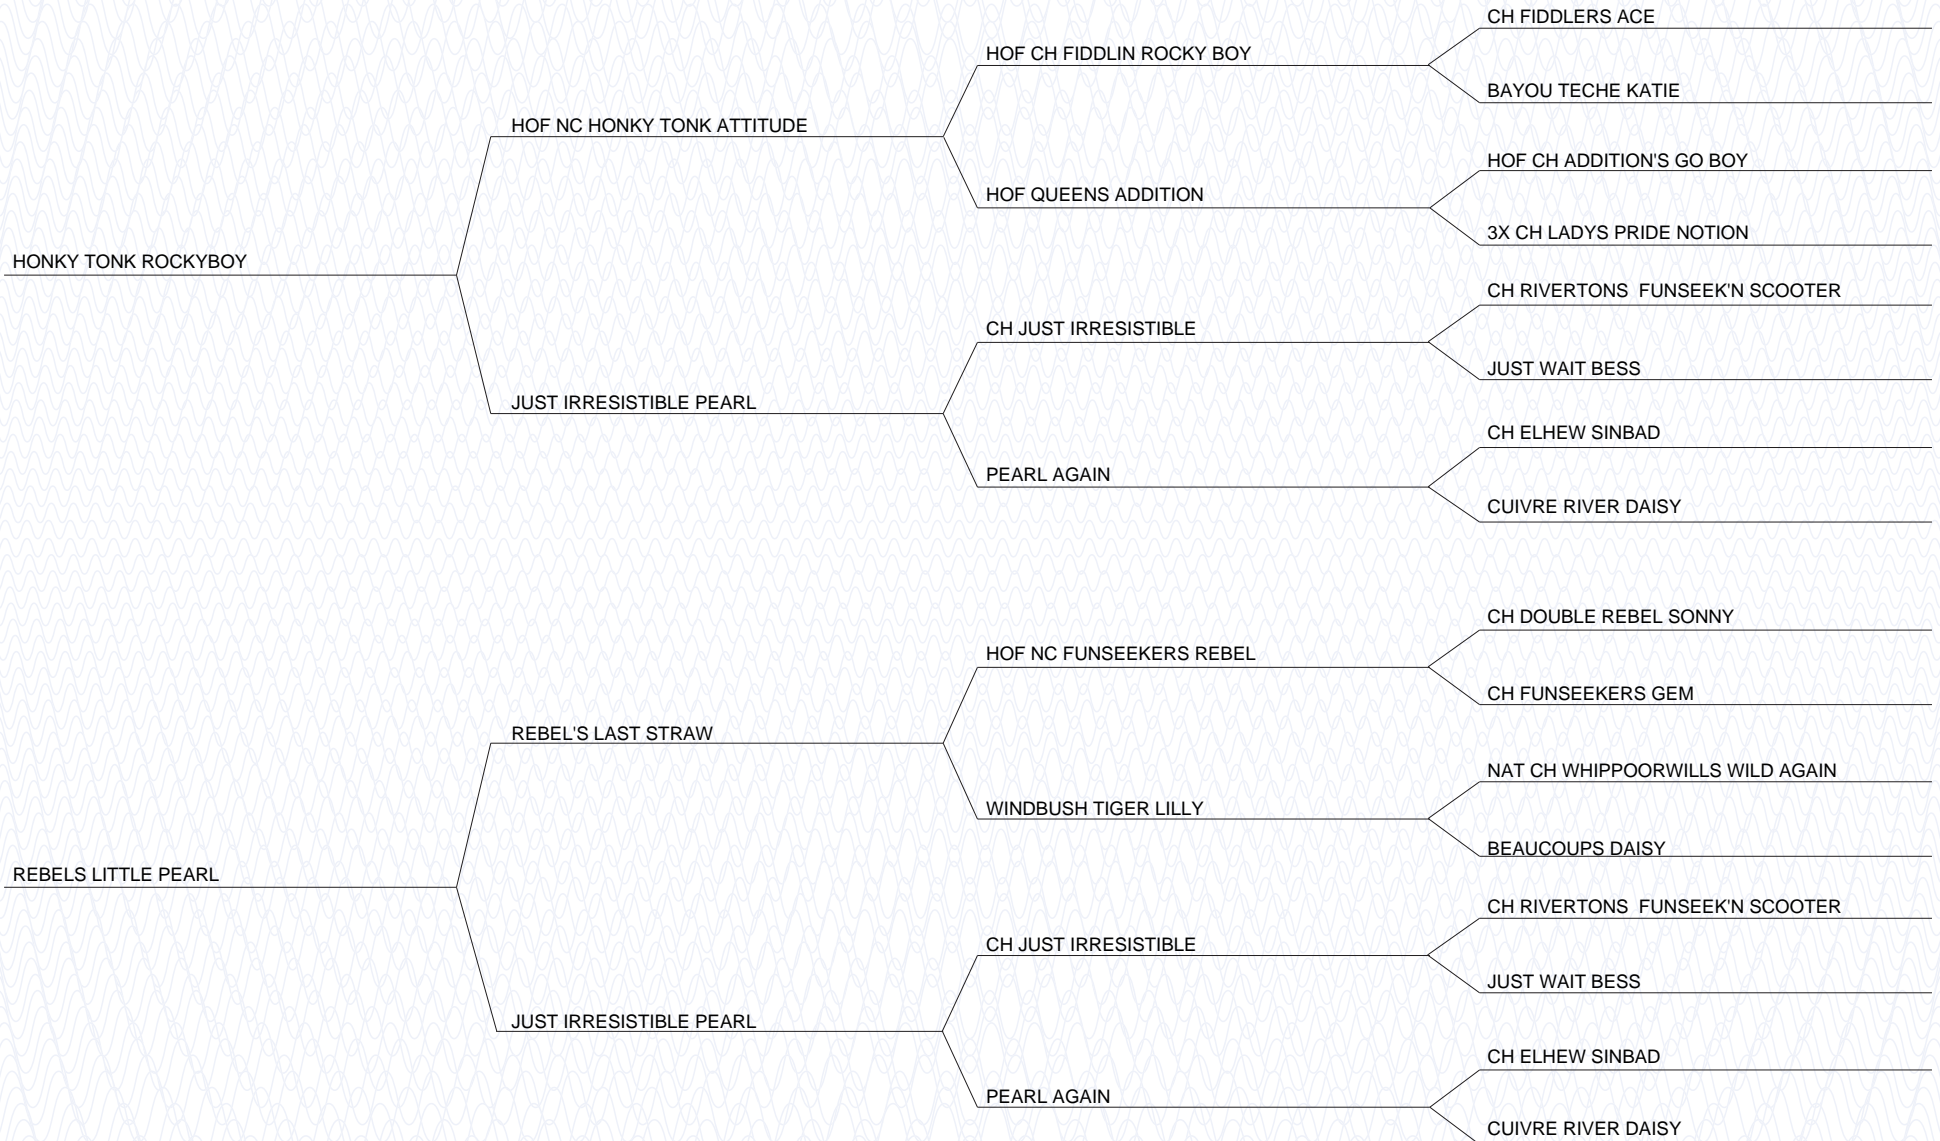 CH FIDDLERS ACE
HOF CH FIDDLIN ROCKY BOY
BAYOU TECHE KATIE
HOF NC HONKY TONK ATTITUDE
HOF CH ADDITION'S GO BOY
HOF QUEENS ADDITION
3X CH LADYS PRIDE NOTION
HONKY TONK ROCKYBOY
CH RIVERTONS  FUNSEEK'N SCOOTER
CH JUST IRRESISTIBLE
JUST WAIT BESS
JUST IRRESISTIBLE PEARL
CH ELHEW SINBAD
PEARL AGAIN
CUIVRE RIVER DAISY
CH DOUBLE REBEL SONNY
HOF NC FUNSEEKERS REBEL
CH FUNSEEKERS GEM
REBEL'S LAST STRAW
NAT CH WHIPPOORWILLS WILD AGAIN
WINDBUSH TIGER LILLY
BEAUCOUPS DAISY
REBELS LITTLE PEARL
CH RIVERTONS  FUNSEEK'N SCOOTER
CH JUST IRRESISTIBLE
JUST WAIT BESS
JUST IRRESISTIBLE PEARL
CH ELHEW SINBAD
PEARL AGAIN
CUIVRE RIVER DAISY